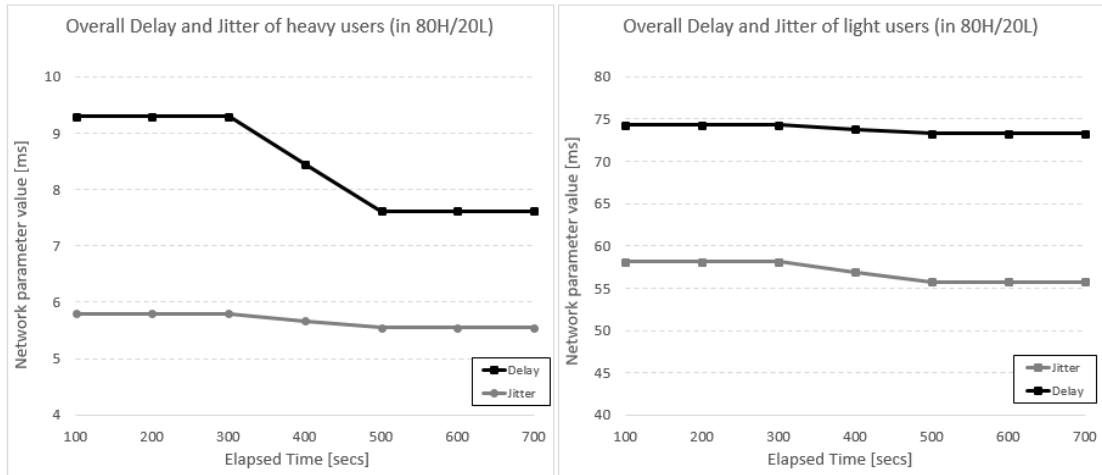 Overall Delay and Jitter of heavy users (in 80H/20L)
Network parameter value [ms]
10
9
8
7
6
5
4
Delay
Jitter
100 200 300 400 500 600 700
Elapsed Time [secs]
Overall Delay and Jitter of light users (in 80H/20L)
Network parameter value [ms]
80
75
70
65
60
55
50
45
40
Jitter
Delay
100 200 300 400 500 600 700
Elapsed Time [secs]